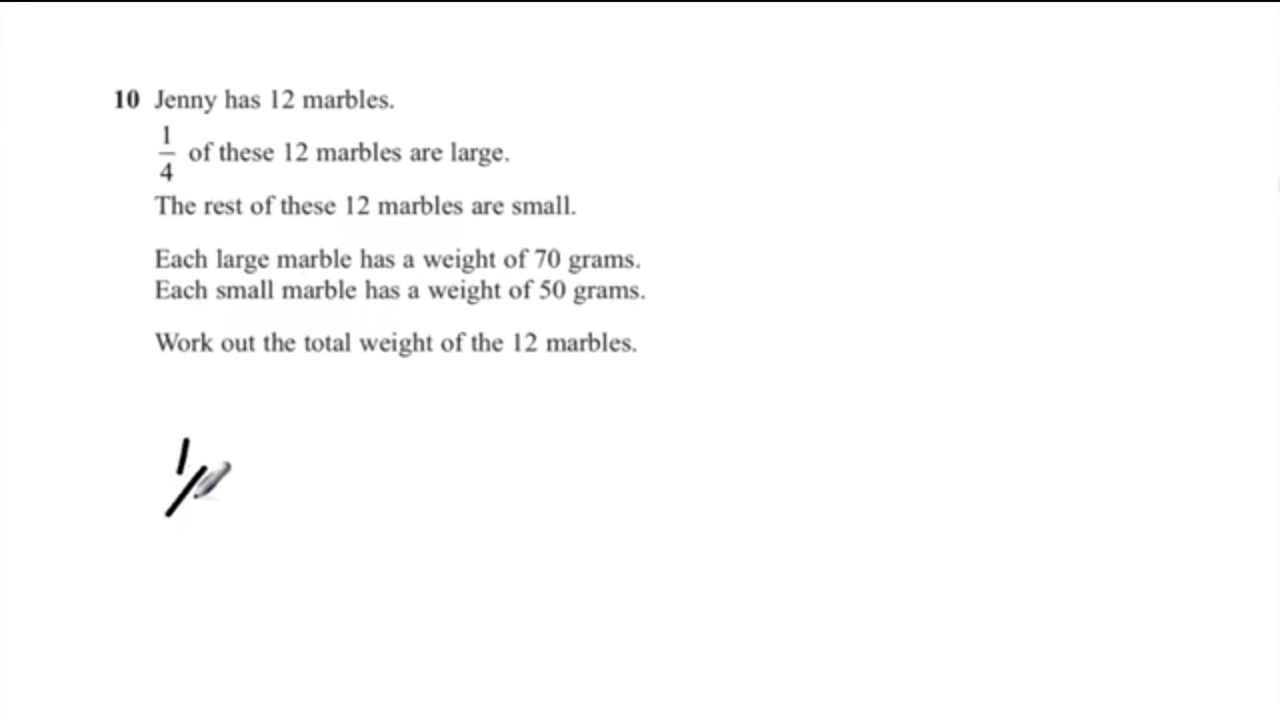 10 Jenny has 12 marbles.
1/4 of these 12 marbles are large.
The rest of these 12 marbles are small.
Each large marble has a weight of 70 grams.
Each small marble has a weight of 50 grams.
Work out the total weight of the 12 marbles.
1/